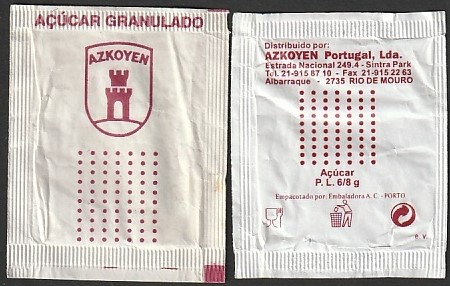 AÇÚCAR GRANULADO
AZKOYEN
Distribuido por:
AZKOYEN Portugal, Lda.
Estrada Nacional 249.4 - Sintra Park
Tel. 21-915 87 10 - Fax 21-915 22 63
Albarraque - 2735 RIO DE MOURO
Açúcar
P. L. 6/8 g
Empacotado por: Embaladora A. C. - PORTO
e. v.